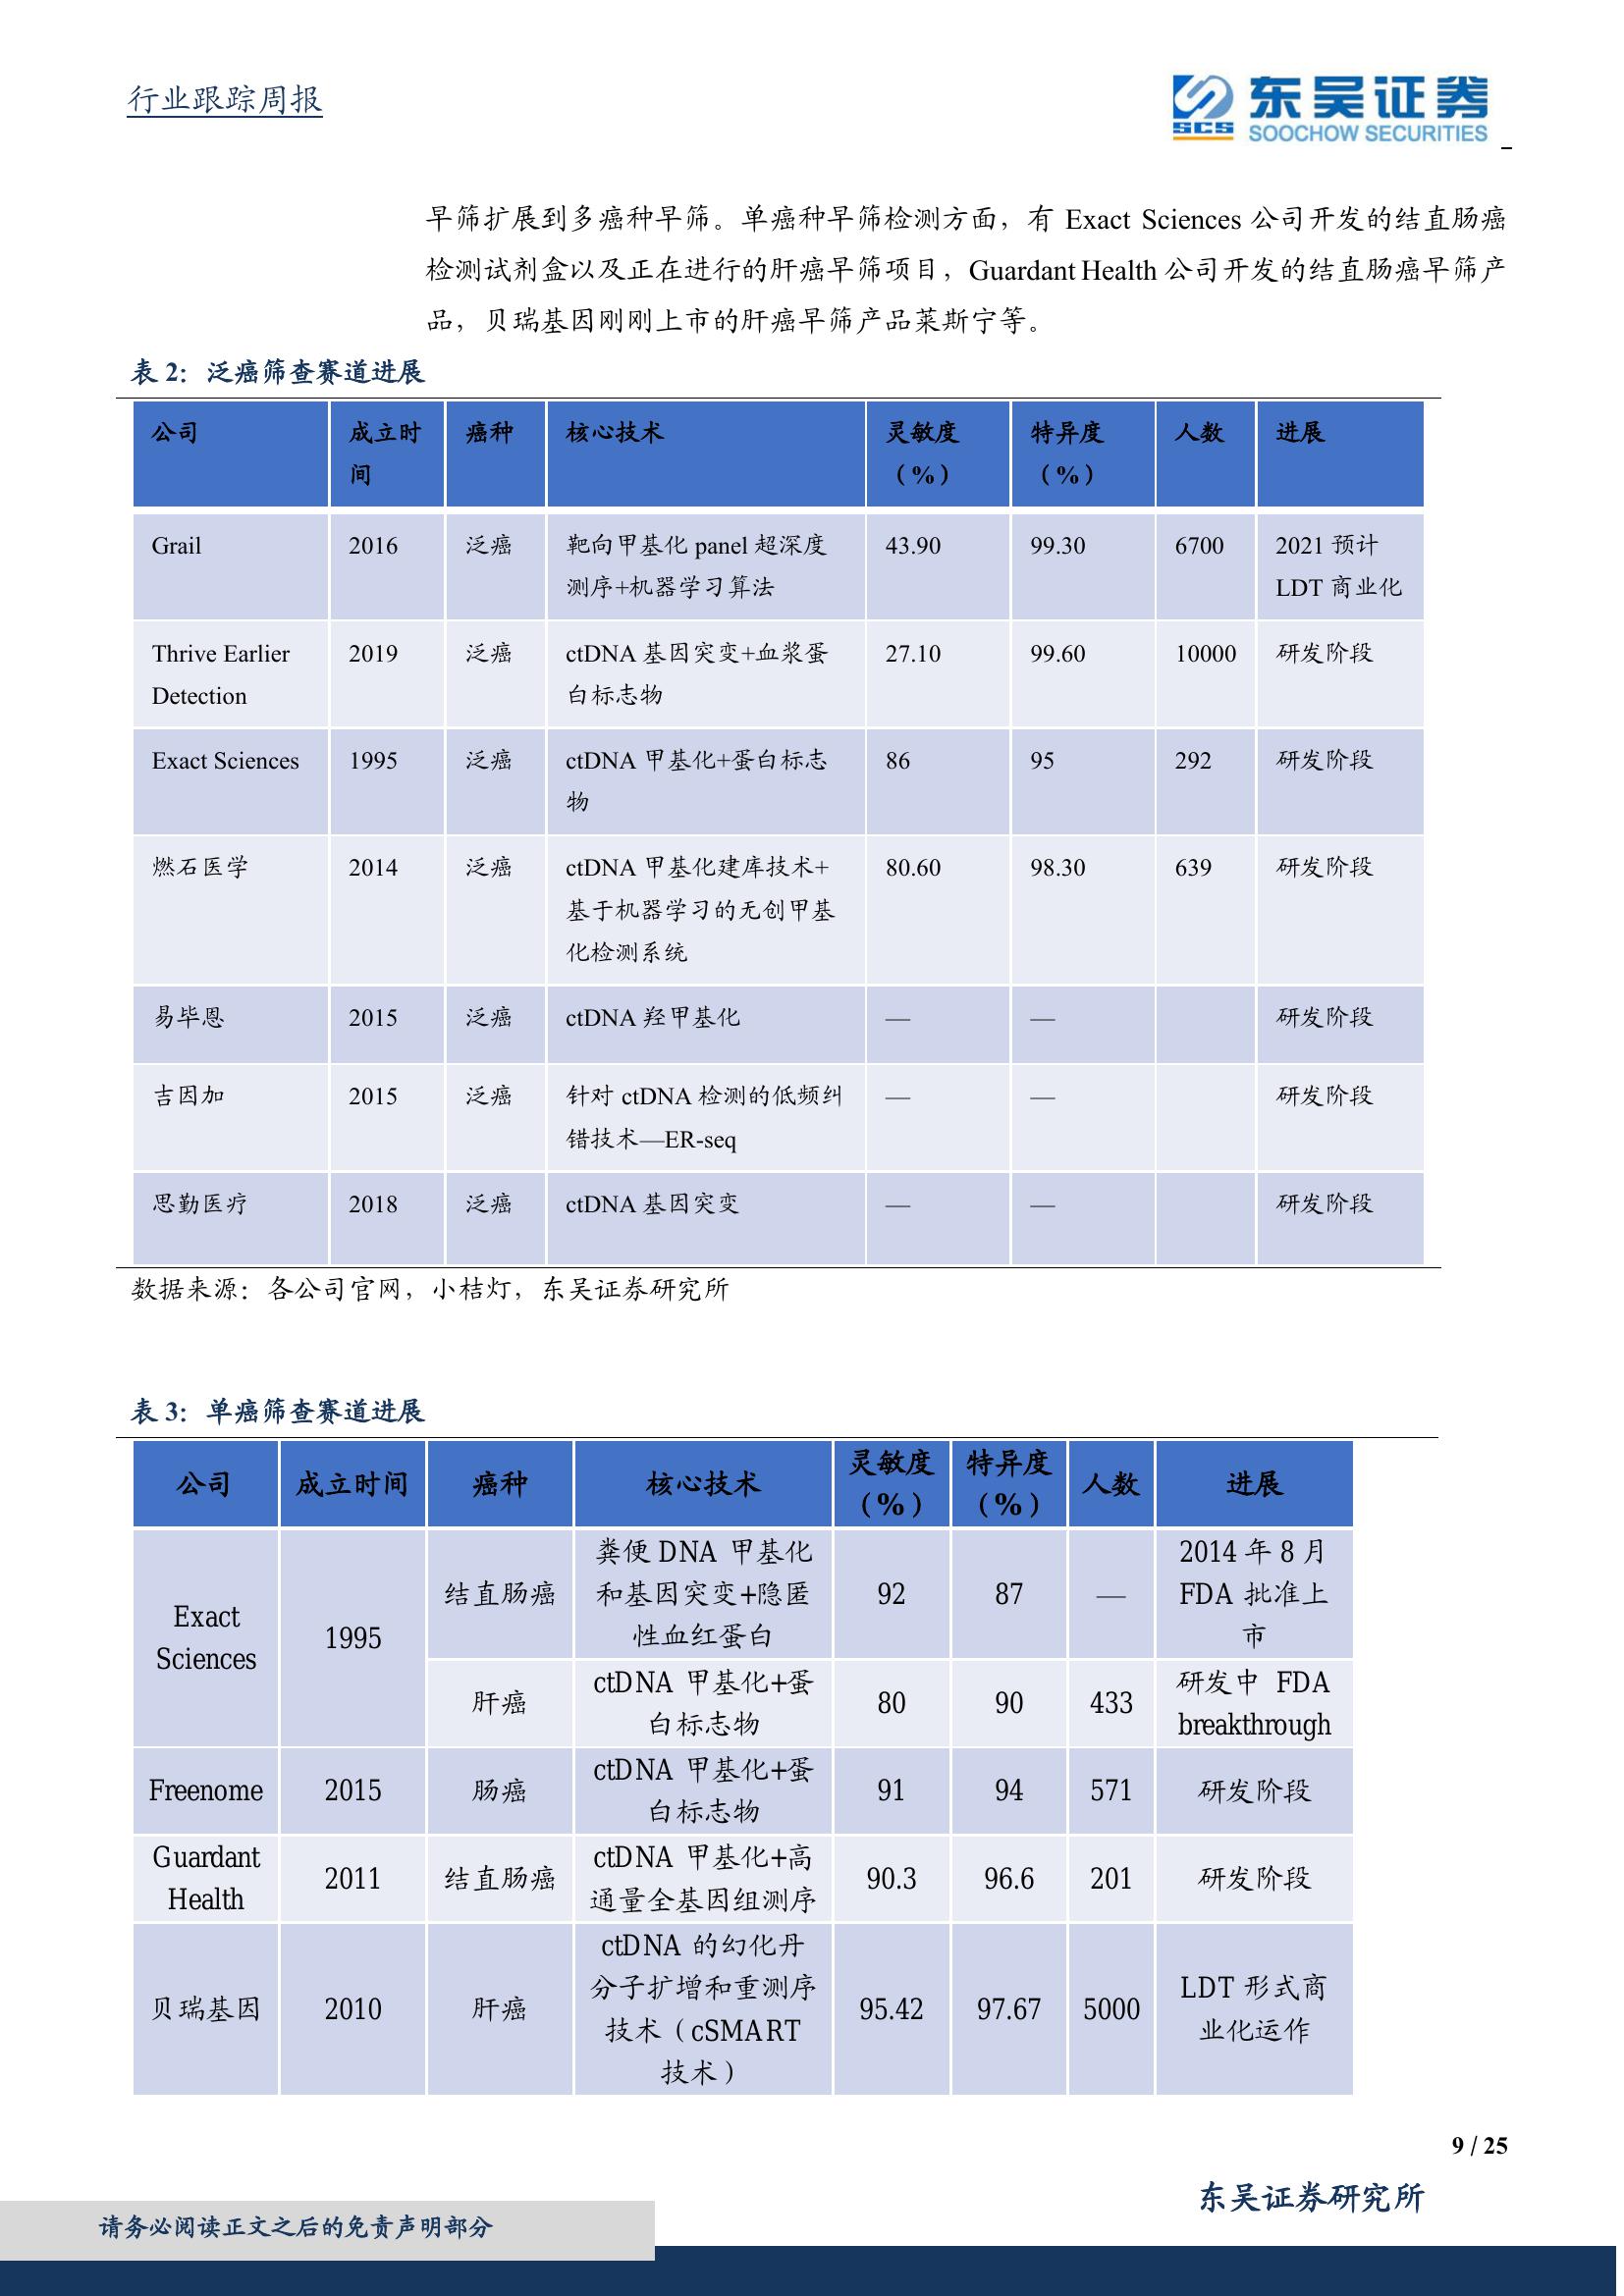 行业跟踪周报
东吴证券
SCS SOOCHOW SECURITIES
早筛扩展到多癌种早筛。单癌种早筛检测方面，有 Exact Sciences 公司开发的结直肠癌
检测试剂盒以及正在进行的肝癌早筛项目，Guardant Health 公司开发的结直肠癌早筛产
品，贝瑞基因刚刚上市的肝癌早筛产品莱斯宁等。
表 2：泛癌筛查赛道进展
公司 成立时 癌种 核心技术 灵敏度 特异度 人数 进展
间 （%） （%）
Grail 2016 泛癌 靶向甲基化 panel 超深度 43.90 99.30 6700 2021 预计
测序+机器学习算法 LDT 商业化
Thrive Earlier 2019 泛癌 ctDNA 基因突变+血浆蛋 27.10 99.60 10000 研发阶段
Detection 白标志物
Exact Sciences 1995 泛癌 ctDNA 甲基化+蛋白标志 86 95 292 研发阶段
物
燃石医学 2014 泛癌 ctDNA 甲基化建库技术+ 80.60 98.30 639 研发阶段
基于机器学习的无创甲基
化检测系统
易毕恩 2015 泛癌 ctDNA 羟甲基化 — — 研发阶段
吉因加 2015 泛癌 针对 ctDNA 检测的低频纠 — — 研发阶段
错技术—ER-seq
思勤医疗 2018 泛癌 ctDNA 基因突变 — — 研发阶段
数据来源：各公司官网，小桔灯，东吴证券研究所
表 3：单癌筛查赛道进展
公司 成立时间 癌种 核心技术 灵敏度 特异度 人数 进展
（%） （%）
粪便 DNA 甲基化 2014 年 8 月
结直肠癌 和基因突变+隐匿 92 87 — FDA 批准上
性血红蛋白 市
Exact
Sciences 1995
ctDNA 甲基化+蛋 研发中 FDA
肝癌 80 90 433
白标志物 breakthrough
ctDNA 甲基化+蛋
Freenome 2015 肠癌 91 94 571 研发阶段
白标志物
Guardant ctDNA 甲基化+高
2011 结直肠癌 90.3 96.6 201 研发阶段
Health 通量全基因组测序
ctDNA 的幻化丹
分子扩增和重测序 LDT 形式商
贝瑞基因 2010 肝癌 95.42 97.67 5000
技术（cSMART 业化运作
技术）
9 / 25
东吴证券研究所
请务必阅读正文之后的免责声明部分